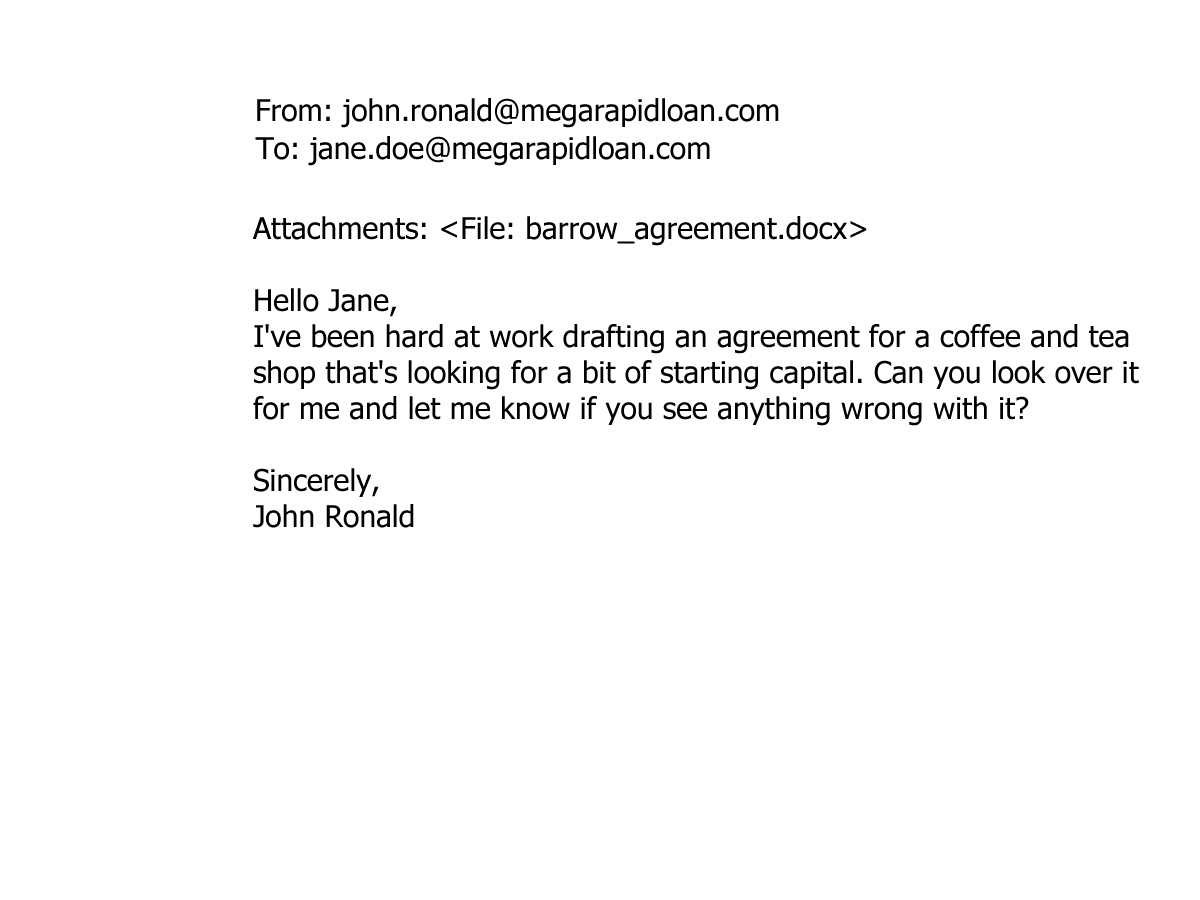 From: john.ronald@megarapidloan.com
To: jane.doe@megarapidloan.com
Attachments: <File: barrow_agreement.docx>
Hello Jane,
I've been hard at work drafting an agreement for a coffee and tea
shop that's looking for a bit of starting capital. Can you look over it
for me and let me know if you see anything wrong with it?
Sincerely,
John Ronald